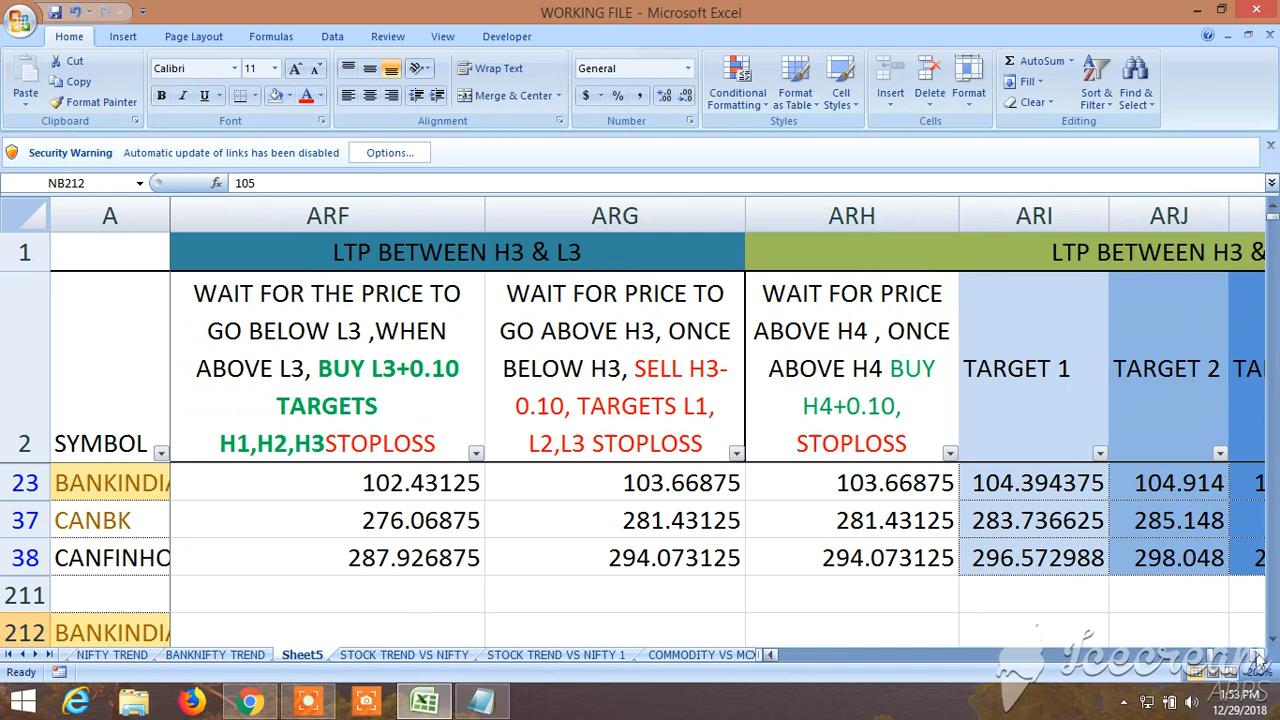 WORKING FILE - Microsoft Excel
Home Insert Page Layout Formulas Data Review View Developer
Cut
Copy
Format Painter
Paste
Clipboard
Calibri 11
B I U
Font
Wrap Text
Merge & Center
Alignment
General
$ % ,
Number
Conditional Formatting
Format as Table
Cell Styles
Styles
Insert Delete Format
Cells
AutoSum
Fill
Clear
Sort & Filter
Find & Select
Editing
Security Warning Automatic update of links has been disabled Options...
NB212 fx 105
A ARF ARG ARH ARI ARJ
1 LTP BETWEEN H3 & L3 LTP BETWEEN H3 &
WAIT FOR THE PRICE TO GO BELOW L3 ,WHEN ABOVE L3, BUY L3+0.10 TARGETS H1,H2,H3STOPLOSS
WAIT FOR PRICE TO GO ABOVE H3, ONCE BELOW H3, SELL H3-0.10, TARGETS L1, L2,L3 STOPLOSS
WAIT FOR PRICE ABOVE H4 , ONCE ABOVE H4 BUY H4+0.10, STOPLOSS
TARGET 1 TARGET 2 TA
2 SYMBOL
23 BANKINDIA 102.43125 103.66875 103.66875 104.394375 104.914 1
37 CANBK 276.06875 281.43125 281.43125 283.736625 285.148
38 CANFINHO 287.926875 294.073125 294.073125 296.572988 298.048 2
211
212 BANKINDIA
NIFTY TREND BANKNIFTY TREND Sheet5 STOCK TREND VS NIFTY STOCK TREND VS NIFTY 1 COMMODITY VS MC
Ready 200%
Icecream
APPS
1:53 PM
12/29/2018